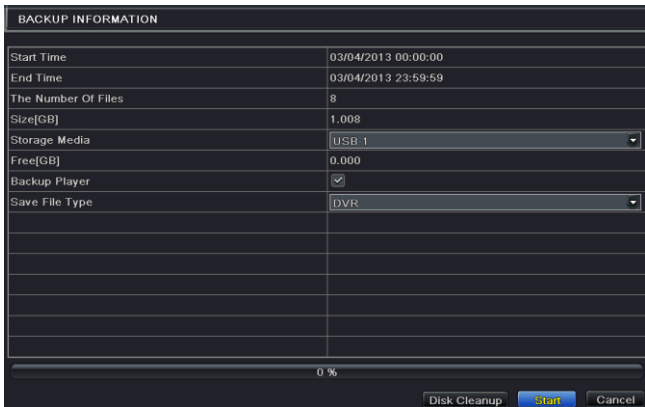 BACKUP INFORMATION
Start Time 03/04/2013 00:00:00
End Time 03/04/2013 23:59:59
The Number Of Files 8
Size[GB] 1.008
Storage Media USB-1
Free[GB] 0.000
Backup Player
Save File Type DVR
0 %
Disk Cleanup Start Cancel